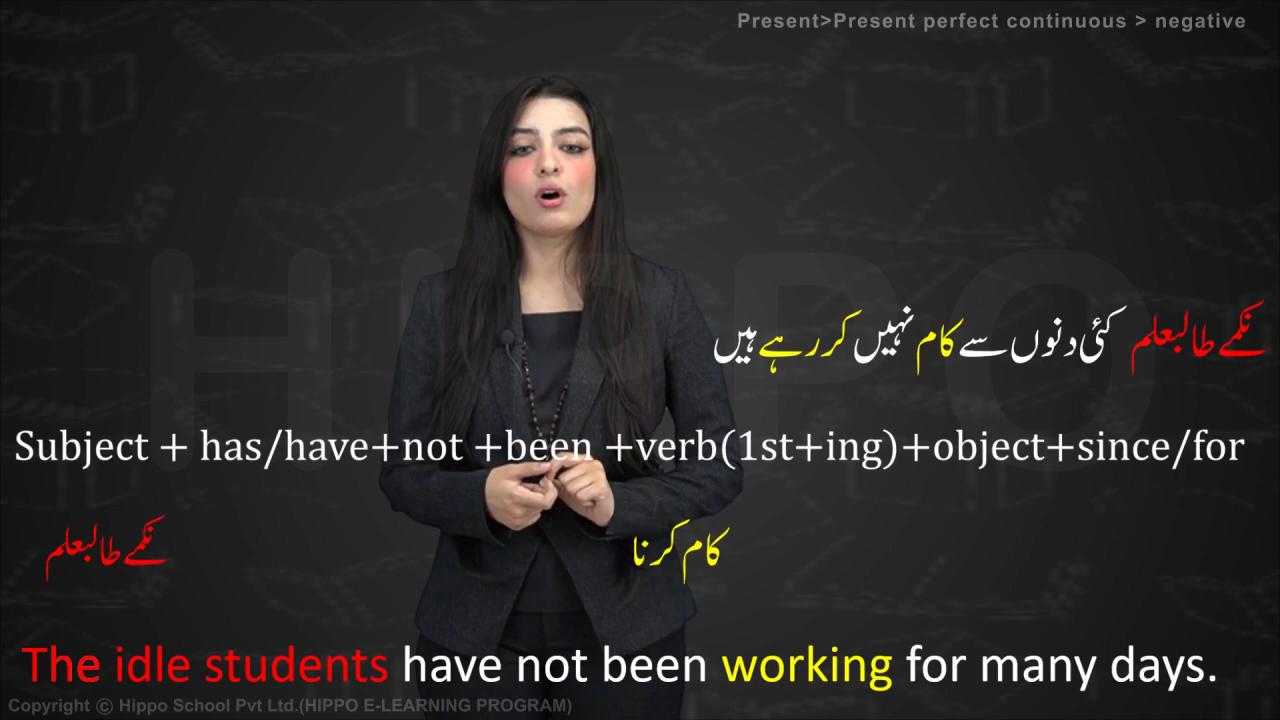 Present>Present perfect continuous > negative
HIPPO
نکمے طالبعلم کئی دنوں سے کام نہیں کر رہے ہیں
Subject + has/have+not +been +verb(1st+ing)+object+since/for
نکمے طالبعلم
کام کرنا
The idle students have not been working for many days.
Copyright © Hippo School Pvt Ltd.(HIPPO E-LEARNING PROGRAM)